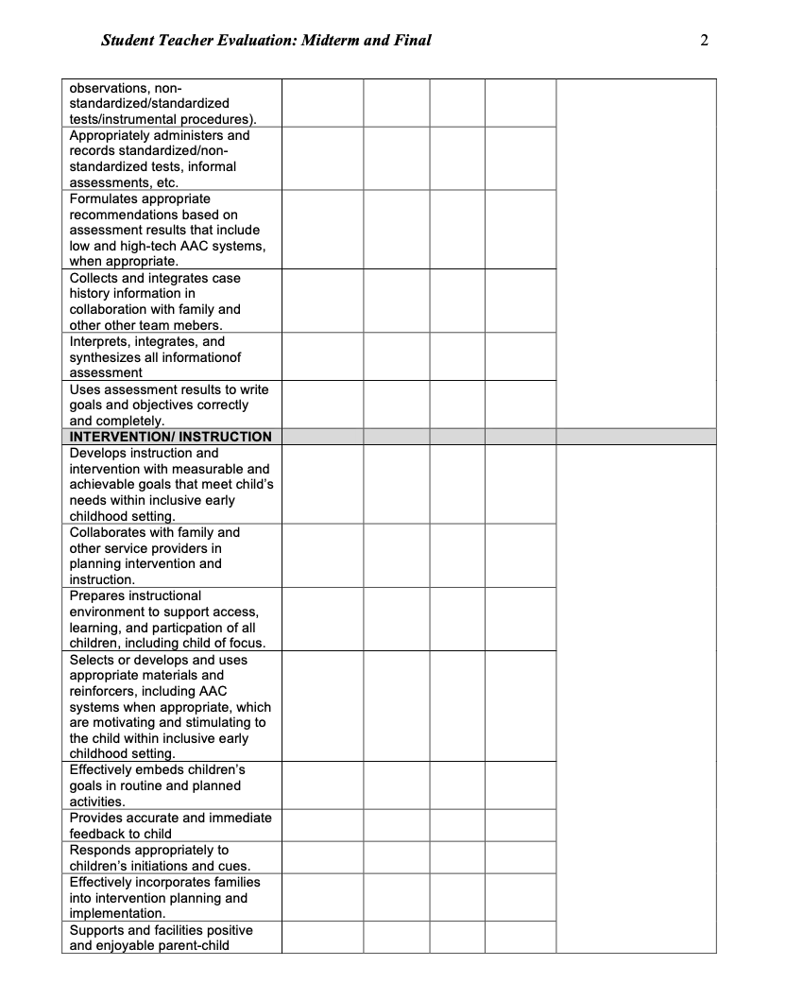 Student Teacher Evaluation: Midterm and Final 2
observations, non-
standardized/standardized
tests/instrumental procedures).
Appropriately administers and
records standardized/non-
standardized tests, informal
assessments, etc.
Formulates appropriate
recommendations based on
assessment results that include
low and high-tech AAC systems,
when appropriate.
Collects and integrates case
history information in
collaboration with family and
other other team mebers.
Interprets, integrates, and
synthesizes all informationof
assessment
Uses assessment results to write
goals and objectives correctly
and completely.
INTERVENTION/ INSTRUCTION
Develops instruction and
intervention with measurable and
achievable goals that meet child’s
needs within inclusive early
childhood setting.
Collaborates with family and
other service providers in
planning intervention and
instruction.
Prepares instructional
environment to support access,
learning, and particpation of all
children, including child of focus.
Selects or develops and uses
appropriate materials and
reinforcers, including AAC
systems when appropriate, which
are motivating and stimulating to
the child within inclusive early
childhood setting.
Effectively embeds children’s
goals in routine and planned
activities.
Provides accurate and immediate
feedback to child
Responds appropriately to
children’s initiations and cues.
Effectively incorporates families
into intervention planning and
implementation.
Supports and facilities positive
and enjoyable parent-child